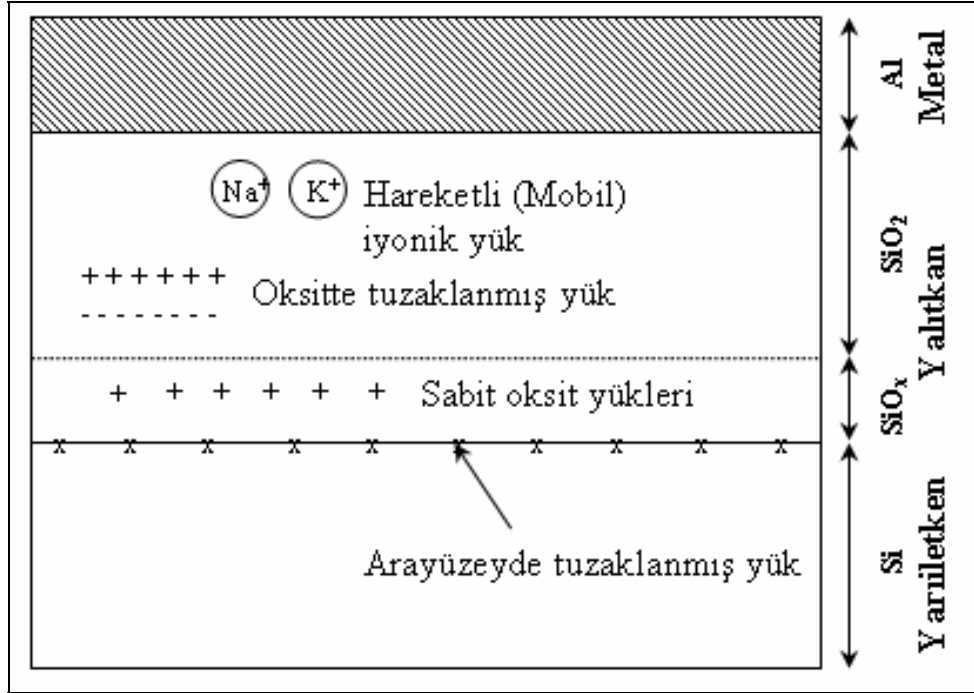 Na⁺ K⁺ Hareketli (Mobil)
iyonik yük
+ + + + + +
- - - - - - - -
Oksitte tuzaklanmış yük
+ + + + + + Sabit oksit yükleri
x x x x x x x x x x
Arayüzeyde tuzaklanmış yük
Al
Metal
SiO₂
SiOₓ
Yalıtkan
Si
Yarıiletken